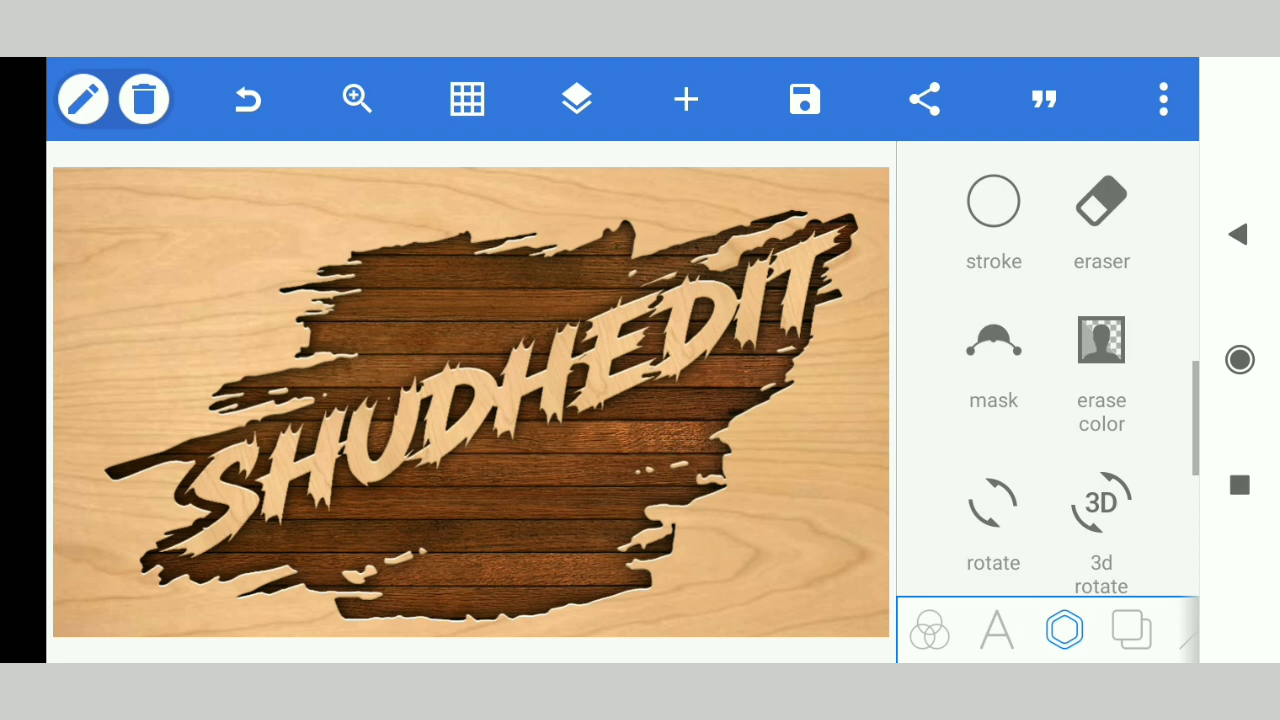 SHUDHEDIT
stroke
eraser
mask
erase
color
3D
rotate
3d
rotate